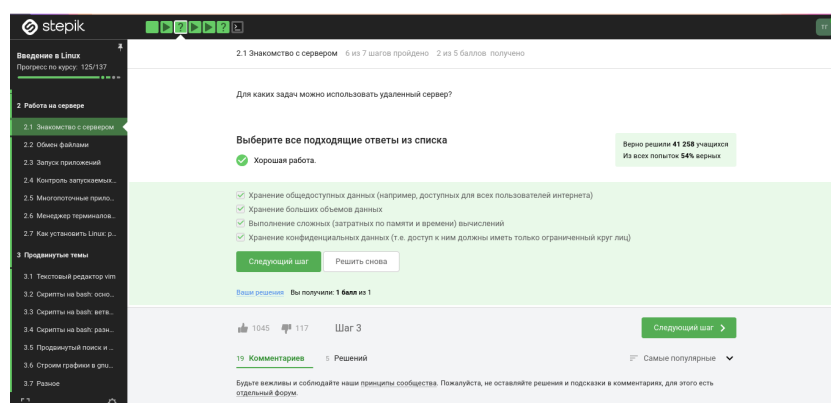 stepik
Введение в Linux
Прогресс по курсу: 125/137
2 Работа на сервере
2.1 Знакомство с сервером
2.2 Обмен файлами
2.3 Запуск приложений
2.4 Контроль запускаемых...
2.5 Многопоточные прило...
2.6 Менеджер терминалов...
2.7 Как установить Linux: р...
3 Продвинутые темы
3.1 Текстовый редактор vim
3.2 Скрипты на bash: осно...
3.3 Скрипты на bash: ветв...
3.4 Скрипты на bash: разн...
3.5 Продвинутый поиск и ...
3.6 Строим графики в gnu...
3.7 Разное
2.1 Знакомство с сервером 6 из 7 шагов пройдено 2 из 5 баллов получено
Для каких задач можно использовать удаленный сервер?
Выберите все подходящие ответы из списка
Хорошая работа.
Верно решили 41 258 учащихся
Из всех попыток 54% верных
Хранение общедоступных данных (например, доступных для всех пользователей интернета)
Хранение больших объемов данных
Выполнение сложных (затратных по памяти и времени) вычислений
Хранение конфиденциальных данных (т.е. доступ к ним должны иметь только ограниченный круг лиц)
Следующий шаг Решить снова
Ваши решения Вы получили: 1 балл из 1
1045 117 Шаг 3 Следующий шаг
19 Комментариев 5 Решений Самые популярные
Будьте вежливы и соблюдайте наши принципы сообщества. Пожалуйста, не оставляйте решения и подсказки в комментариях, для этого есть
отдельный форум.